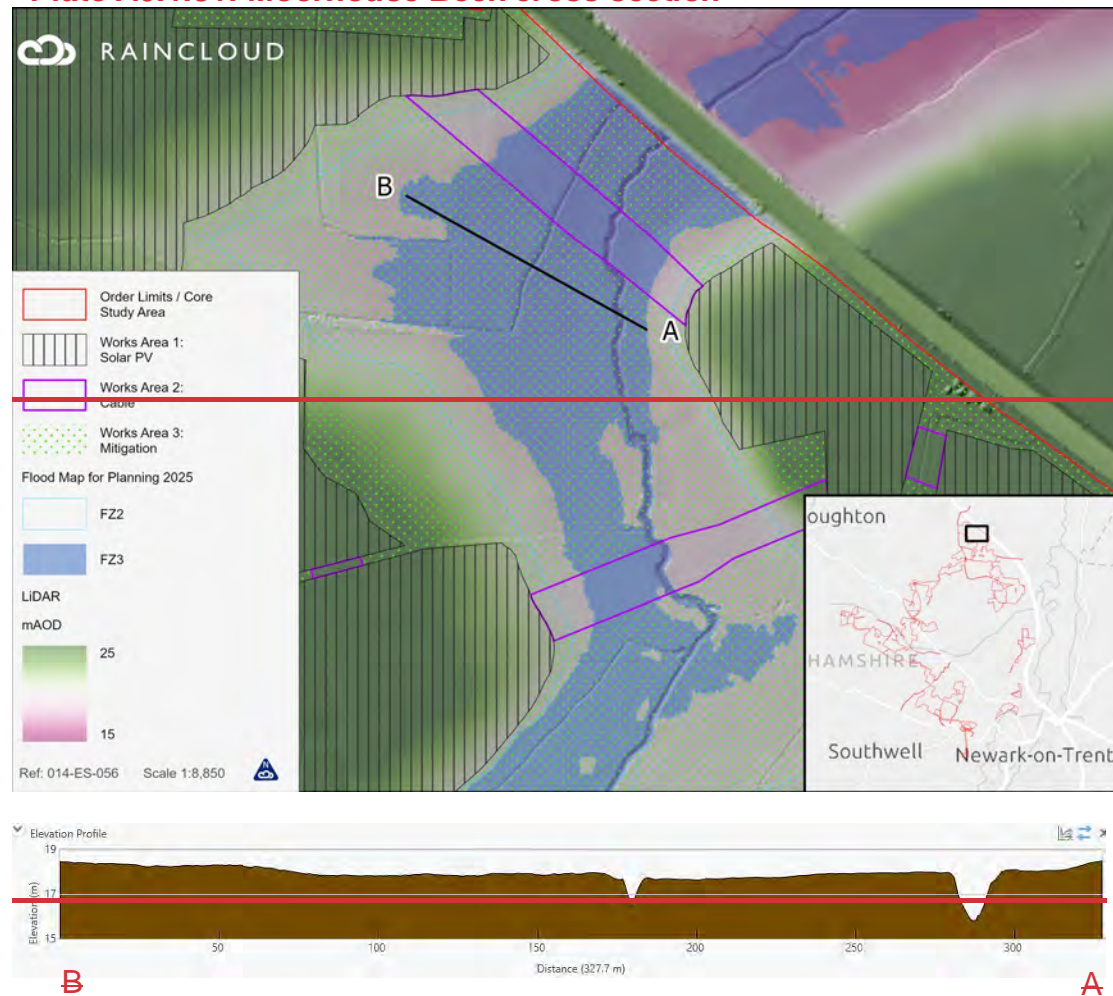 RAINCLOUD
B
A
Order Limits / Core
Study Area
Works Area 1:
Solar PV
Works Area 2:
Cable
Works Area 3:
Mitigation
Flood Map for Planning 2025
FZ2
FZ3
LiDAR
mAOD
25
15
Ref: 014-ES-056 Scale 1:8,850
N
oughton
HAMSHIRE
Southwell
Newark-on-Trent
Elevation Profile
19
17
15
Elevation (m)
50 100 150 200 250 300
Distance (327.7 m)
B A